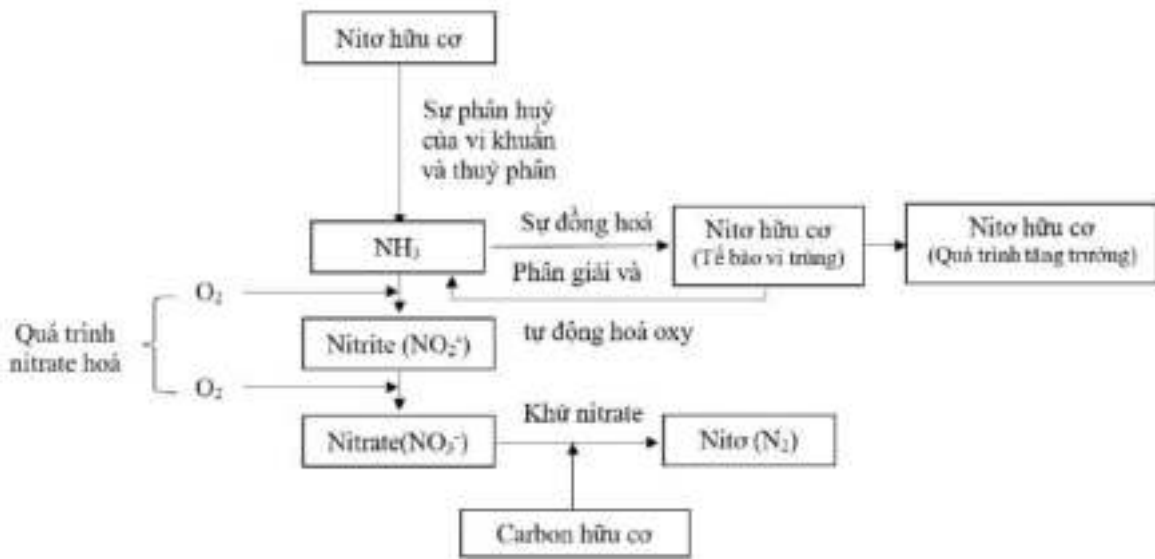 Nitơ hữu cơ
Sự phân huỷ
của vi khuẩn
và thuỷ phân
NH₃
Sự đồng hoá
Nitơ hữu cơ
(Tế bào vi trùng)
Nitơ hữu cơ
(Quá trình tăng trưởng)
Phân giải và
tự động hoá oxy
O₂
Quá trình
nitrate hoá
Nitrite (NO₂⁻)
O₂
Nitrate(NO₃⁻)
Khử nitrate
Nitơ (N₂)
Carbon hữu cơ